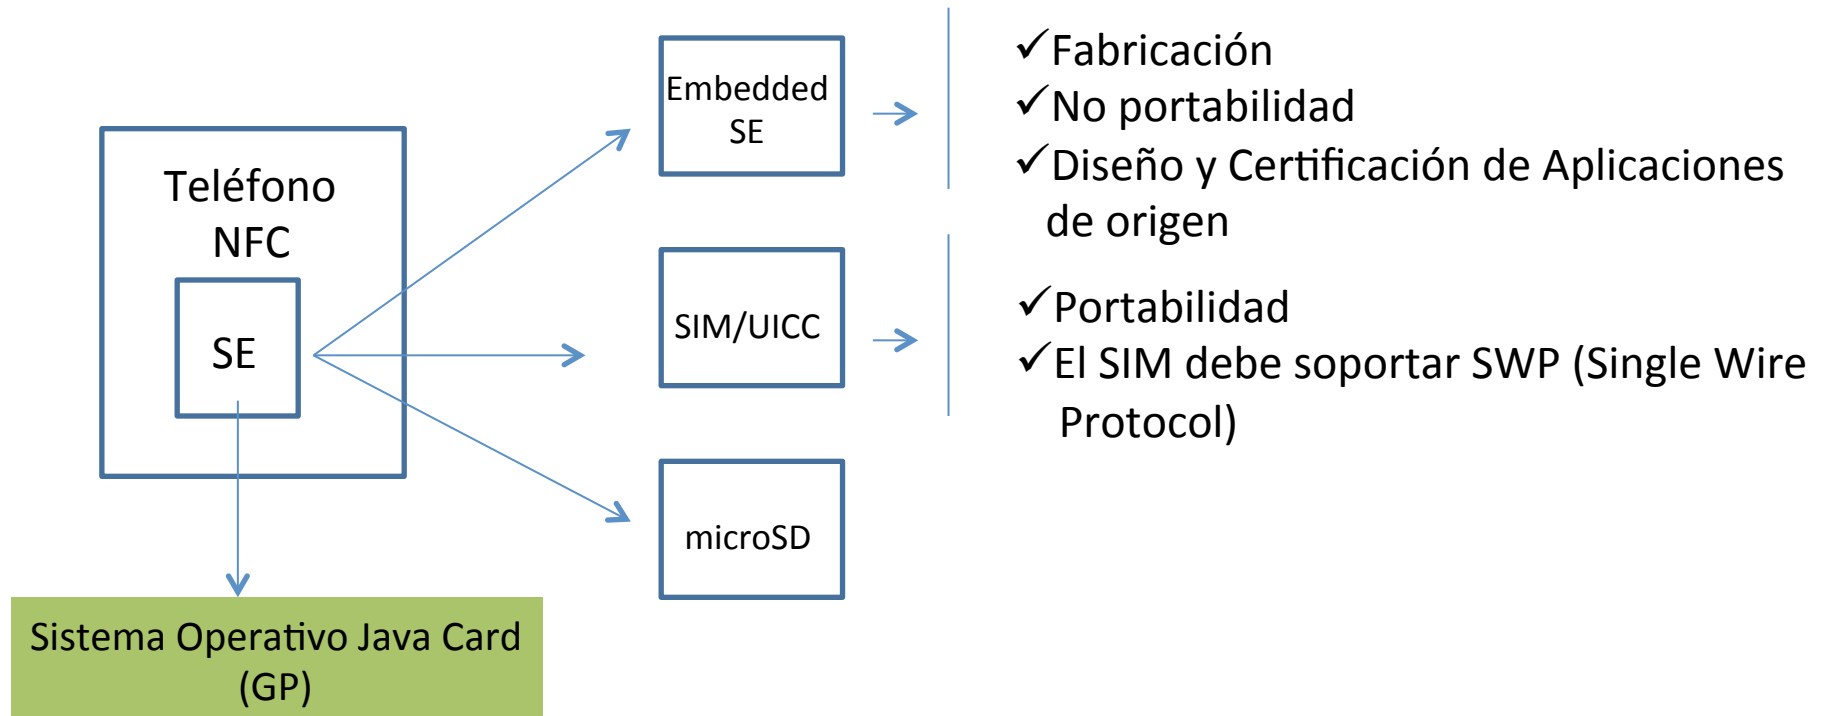 Teléfono
NFC
SE
Sistema Operativo Java Card
(GP)
Embedded
SE
✓Fabricación
✓No portabilidad
✓Diseño y Certificación de Aplicaciones
de origen
SIM/UICC
✓Portabilidad
✓El SIM debe soportar SWP (Single Wire
Protocol)
microSD